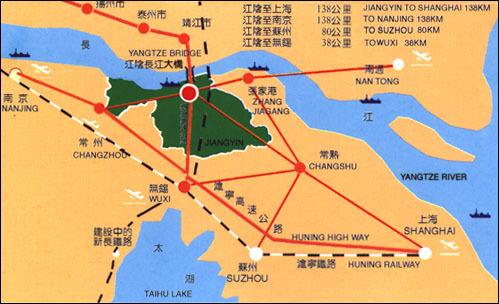 揚州市
泰州市
靖江市
江陰至上海 138公里 JIANGYIN TO SHANGHAI 138KM
江陰至南京 138公里 TO NANJING 138KM
江陰至蘇州 80公里 TO SUZHOU 80KM
江陰至無錫 38公里 TO WUXI 38KM
長
YANGTZE BRIDGE
江陰長江大橋
南通
NAN TONG
南京
NANJING
張家港
ZHANG
JIAGANG
江
JIANGYIN
常州
CHANGZHOU
常熟
CHANGSHU
YANGTZE RIVER
無錫
WUXI
滬寧高速公路
建設中的
新長鐵路
太
湖
TAIHU LAKE
上海
SHANGHAI
HUNING HIGH WAY
蘇州
SUZHOU
滬寧鐵路
HUNING RAILWAY